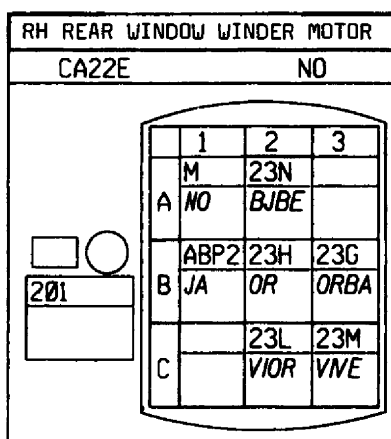 RH REAR WINDOW WINDER MOTOR
CA22E NO
1 2 3
M 23N
A NO BJBE
ABP2 23H 23G
201 B JA OR ORBA
23L 23M
C VIOR VIVE